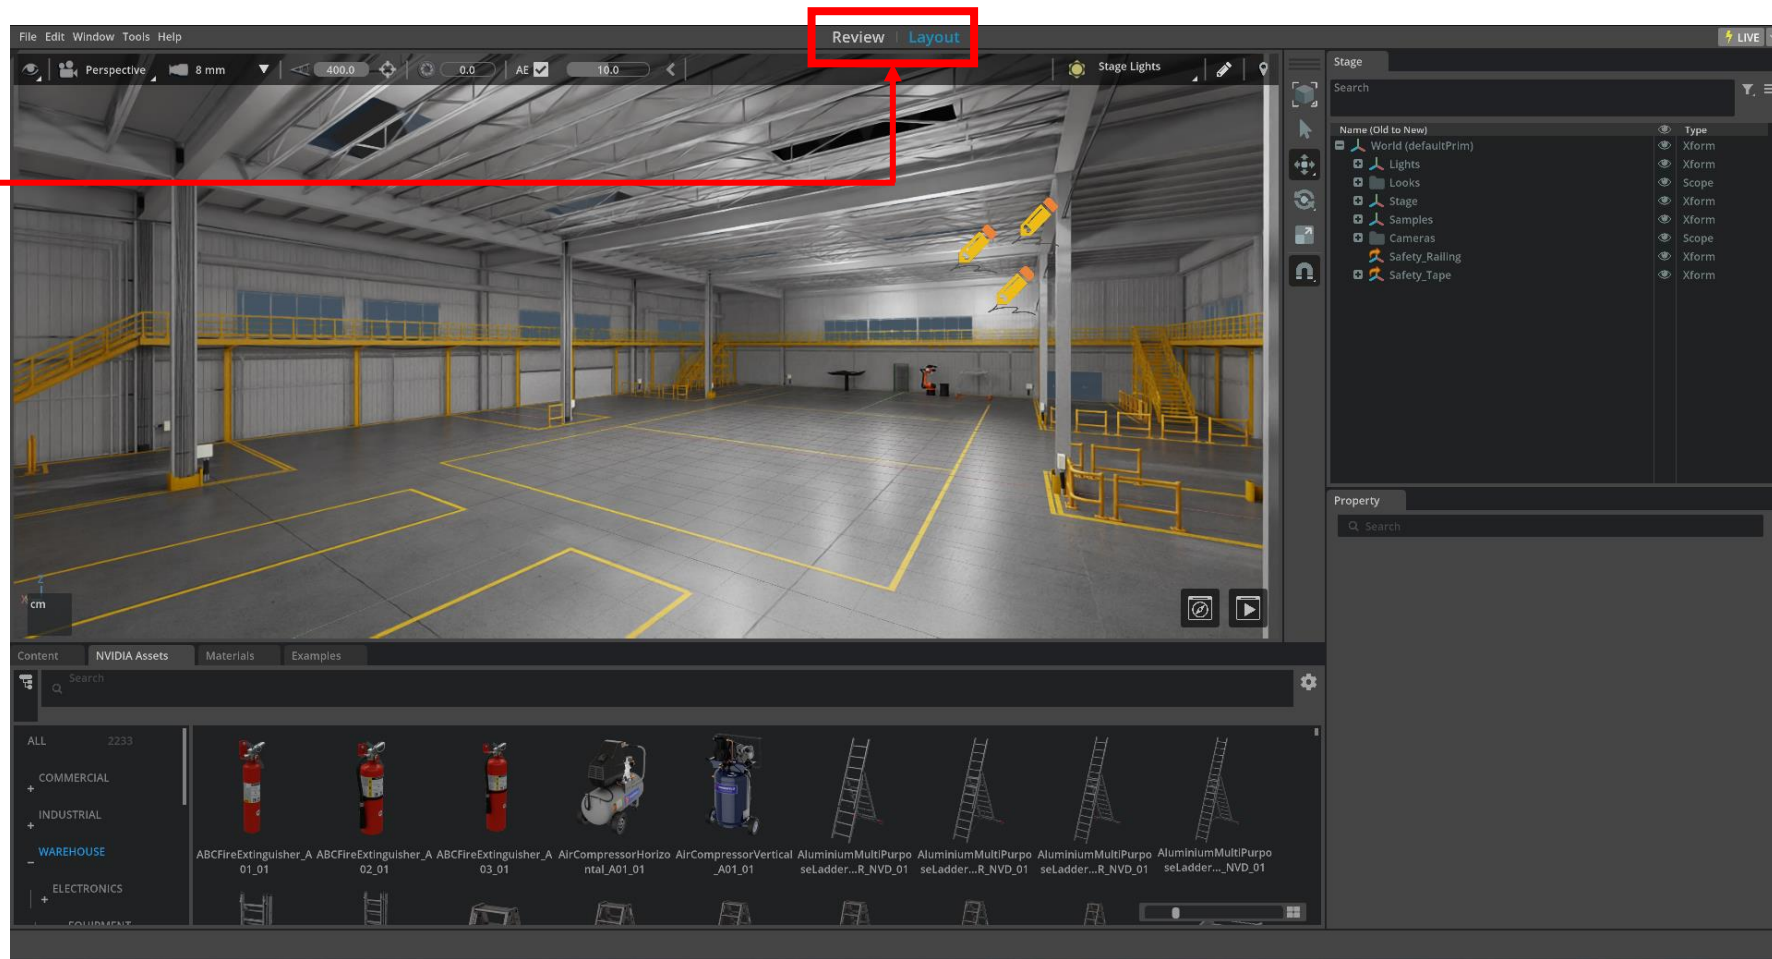 File Edit Window Tools Help
Review | Layout
LIVE
Perspective 8 mm 400.0 0.0 AE 10.0 Stage Lights
Stage
Search
Name (Old to New) Type
World (defaultPrim) Xform
Lights Xform
Looks Scope
Stage Xform
Samples Xform
Cameras Scope
Safety_Railing Xform
Safety_Tape Xform
Property
Search
Z
X
cm
Content NVIDIA Assets Materials Examples
Search
ALL 2233
COMMERCIAL
INDUSTRIAL
WAREHOUSE
ELECTRONICS
EQUIPMENT
ABCFireExtinguisher_A
01_01
ABCFireExtinguisher_A
02_01
ABCFireExtinguisher_A
03_01
AirCompressorHorizo
ntal_A01_01
AirCompressorVertical
_A01_01
AluminiumMultiPurpo
seLadder...R_NVD_01
AluminiumMultiPurpo
seLadder...R_NVD_01
AluminiumMultiPurpo
seLadder...R_NVD_01
AluminiumMultiPurpo
seLadder..._NVD_01